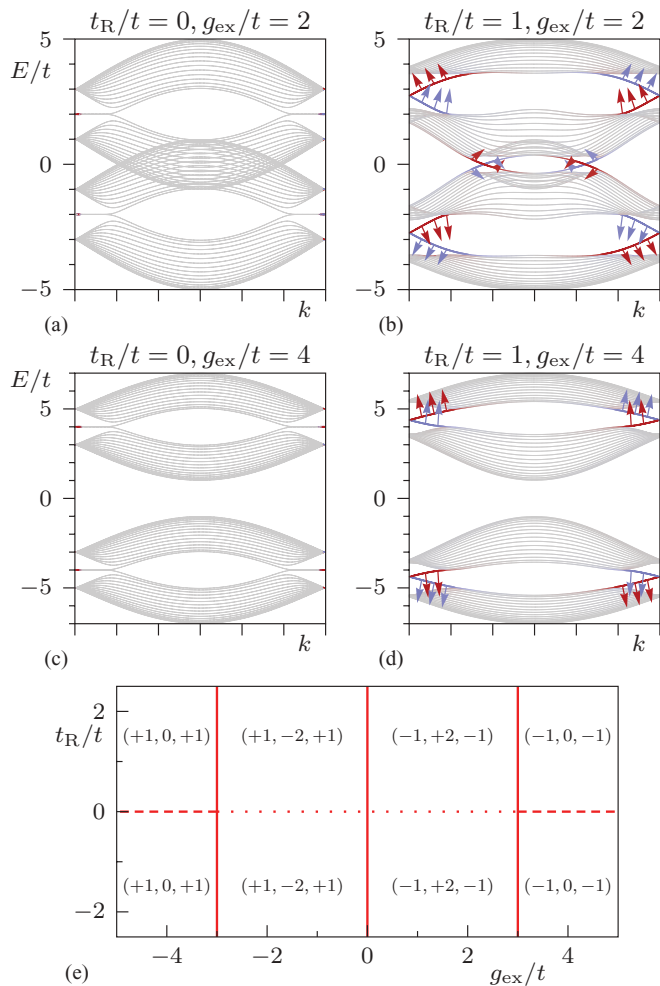 t_R/t = 0, g_ex/t = 2
t_R/t = 1, g_ex/t = 2
5
E/t
0
−5
k
(a)
5
0
−5
k
(b)
t_R/t = 0, g_ex/t = 4
t_R/t = 1, g_ex/t = 4
E/t
5
0
−5
k
(c)
5
0
−5
k
(d)
2
t_R/t
0
−2
(+1, 0, +1)
(+1, −2, +1)
(−1, +2, −1)
(−1, 0, −1)
(+1, 0, +1)
(+1, −2, +1)
(−1, +2, −1)
(−1, 0, −1)
−4
−2
0
2
4
g_ex/t
(e)